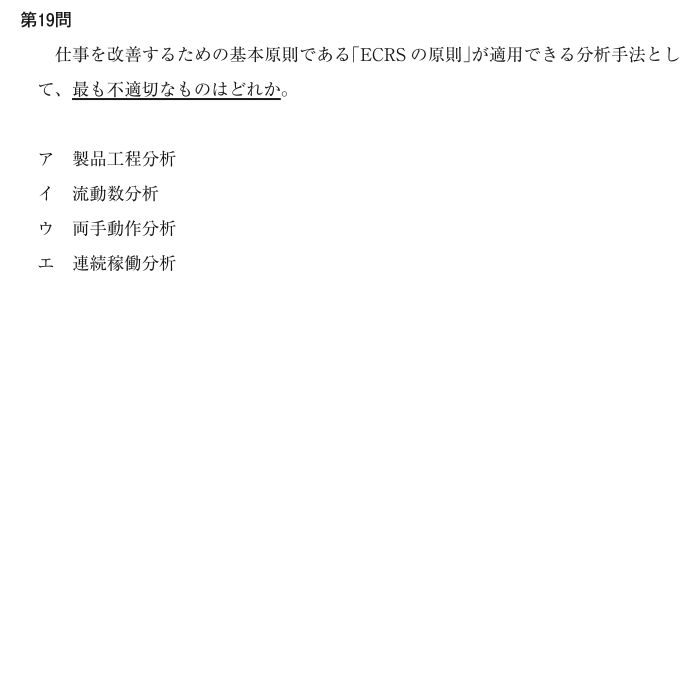 第19問
仕事を改善するための基本原則である「ECRS の原則」が適用できる分析手法とし
て、最も不適切なものはどれか。
ア 製品工程分析
イ 流動数分析
ウ 両手動作分析
エ 連続稼働分析